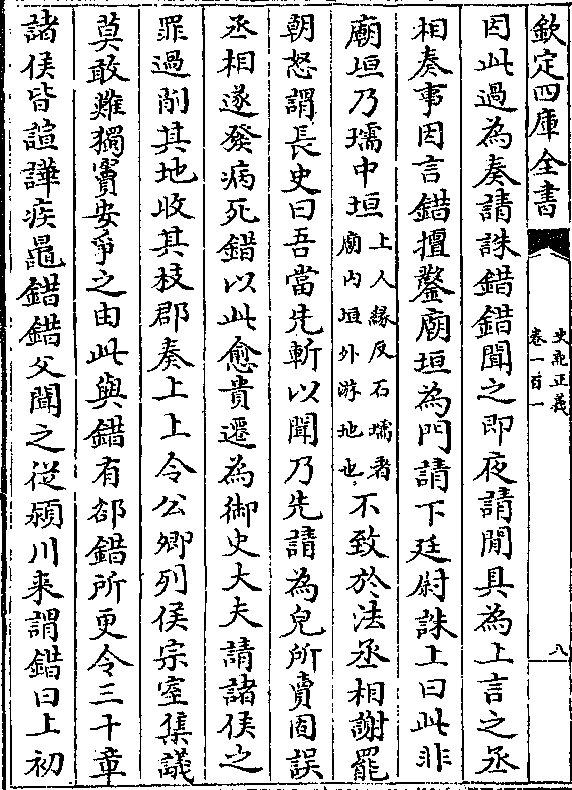 欽定四庫全書
史記正義
卷一百一
八
因此過為奏請誅錯錯聞之即夜請閒具為上言之丞
相奏事因言錯擅鑿廟垣為門請下廷尉誅上曰此非
廟垣乃壖中垣
上人緣反石壖者
廟内垣外游地也
不致於法丞相謝罷
朝怒謂長史曰吾當先斬以聞乃先請為兒所賣固誤
丞相遂發病死錯以此愈貴遷為御史大夫請諸侯之
罪過削其地收其枝郡奏上上令公卿列侯宗室集議
莫敢難獨竇嬰爭之由此與錯有郤錯所更令三十章
諸侯皆諠譁疾鼂錯錯父聞之從潁川来謂錯曰上初